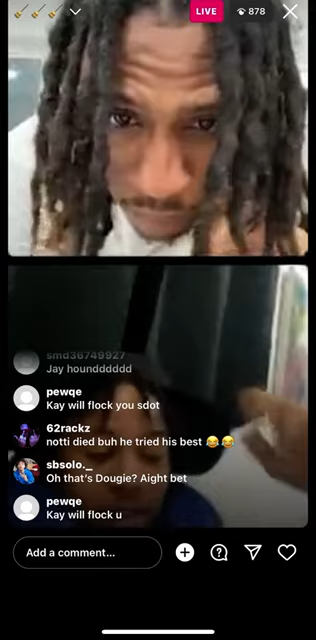 LIVE
878
smd36749927
Jay houndddddd
pewqe
Kay will flock you sdot
62rackz
notti died buh he tried his best 😂😂
sbsolo._
Oh that's Dougie? Aight bet
pewqe
Kay will flock u
Add a comment...